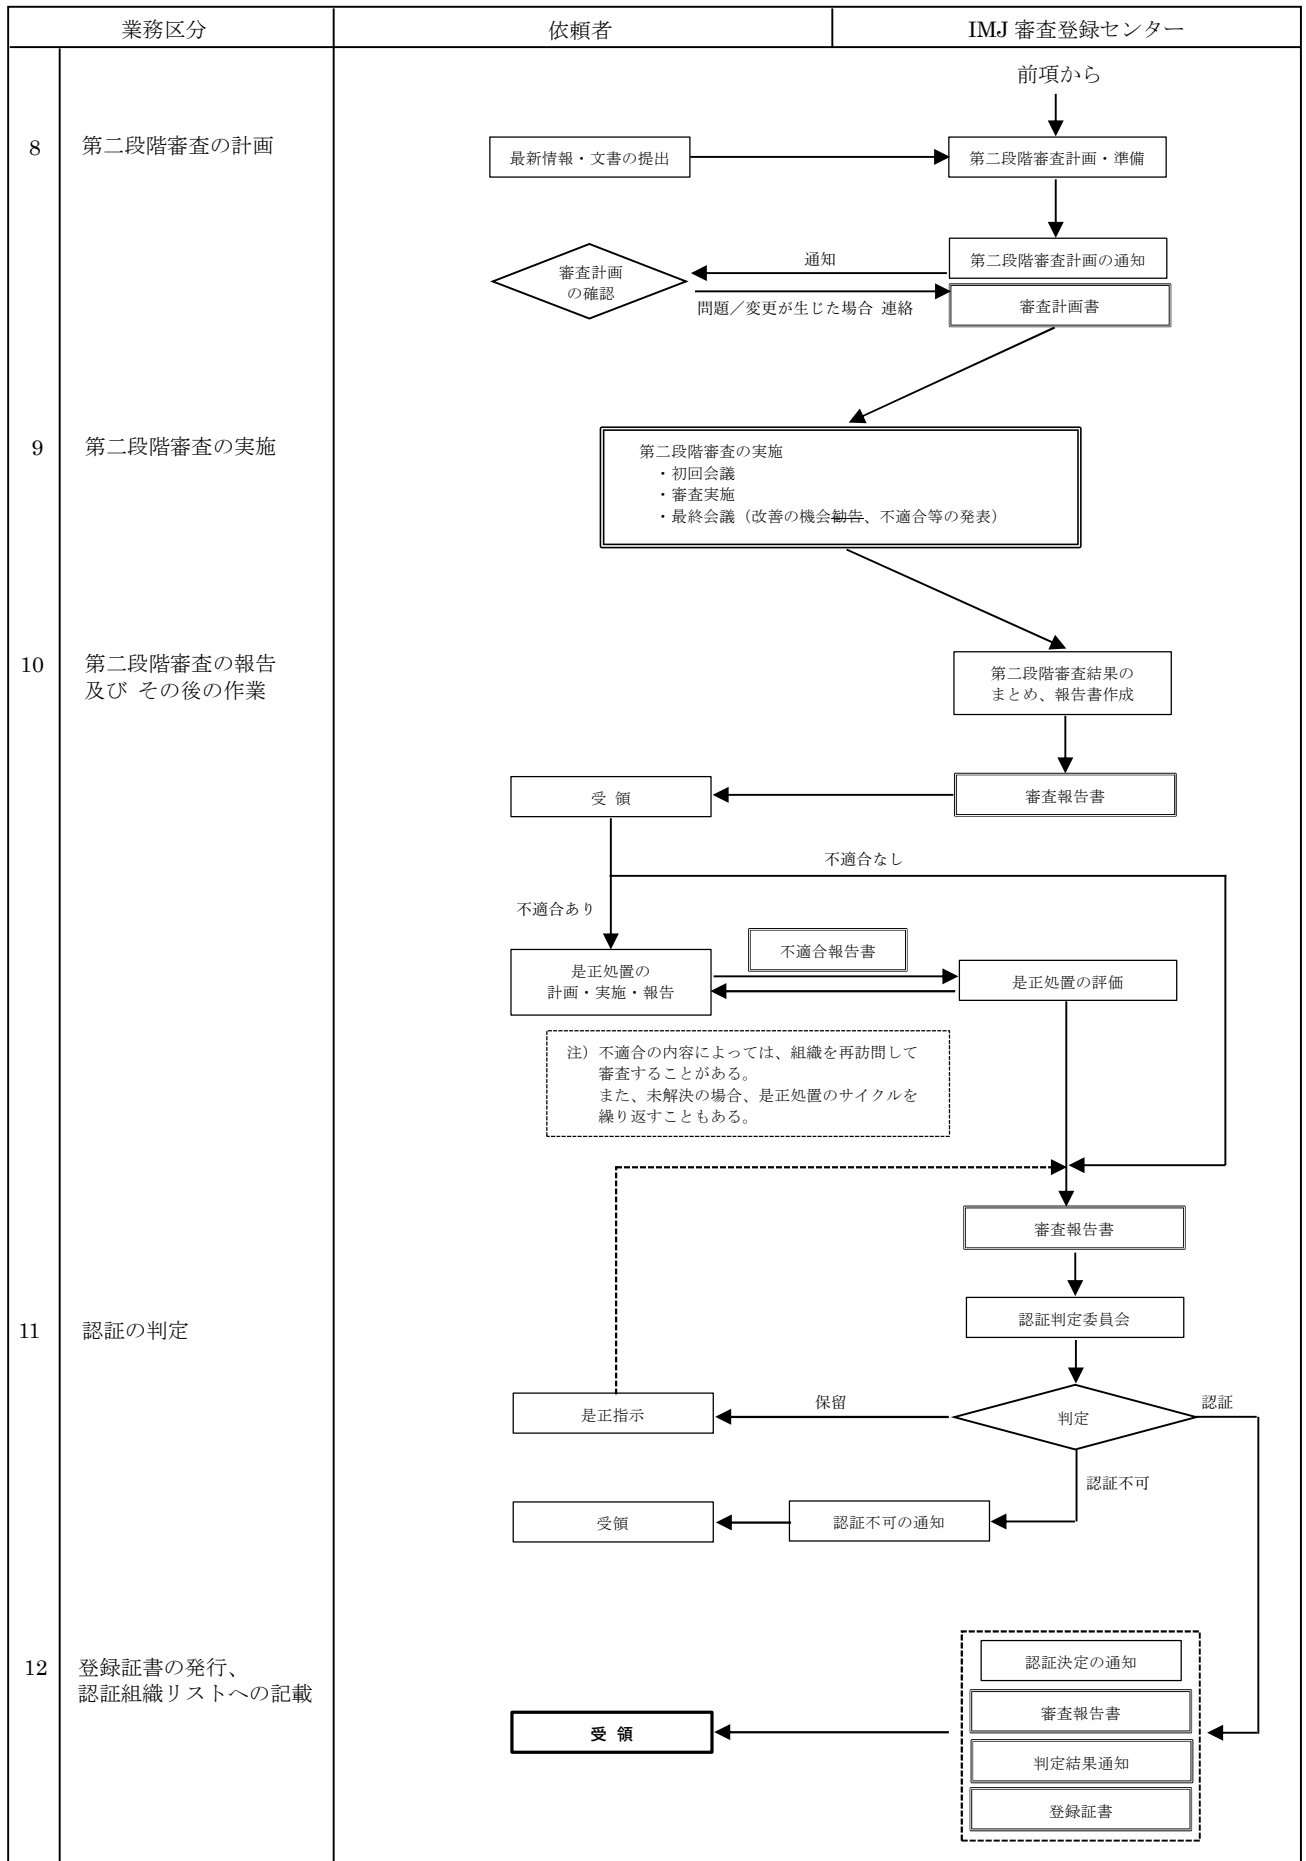 業務区分
依頼者
IMJ 審査登録センター
前項から
8
第二段階審査の計画
最新情報・文書の提出
第二段階審査計画・準備
第二段階審査計画の通知
通知
審査計画
の確認
問題／変更が生じた場合 連絡
審査計画書
9
第二段階審査の実施
第二段階審査の実施
・初回会議
・審査実施
・最終会議（改善の機会勧告、不適合等の発表）
10
第二段階審査の報告
及び その後の作業
第二段階審査結果の
まとめ、報告書作成
受 領
審査報告書
不適合なし
不適合あり
不適合報告書
是正処置の
計画・実施・報告
是正処置の評価
注）不適合の内容によっては、組織を再訪問して
審査することがある。
また、未解決の場合、是正処置のサイクルを
繰り返すこともある。
審査報告書
11
認証の判定
認証判定委員会
是正指示
保留
判定
認証
認証不可
受領
認証不可の通知
12
登録証書の発行、
認証組織リストへの記載
認証決定の通知
審査報告書
受 領
判定結果通知
登録証書